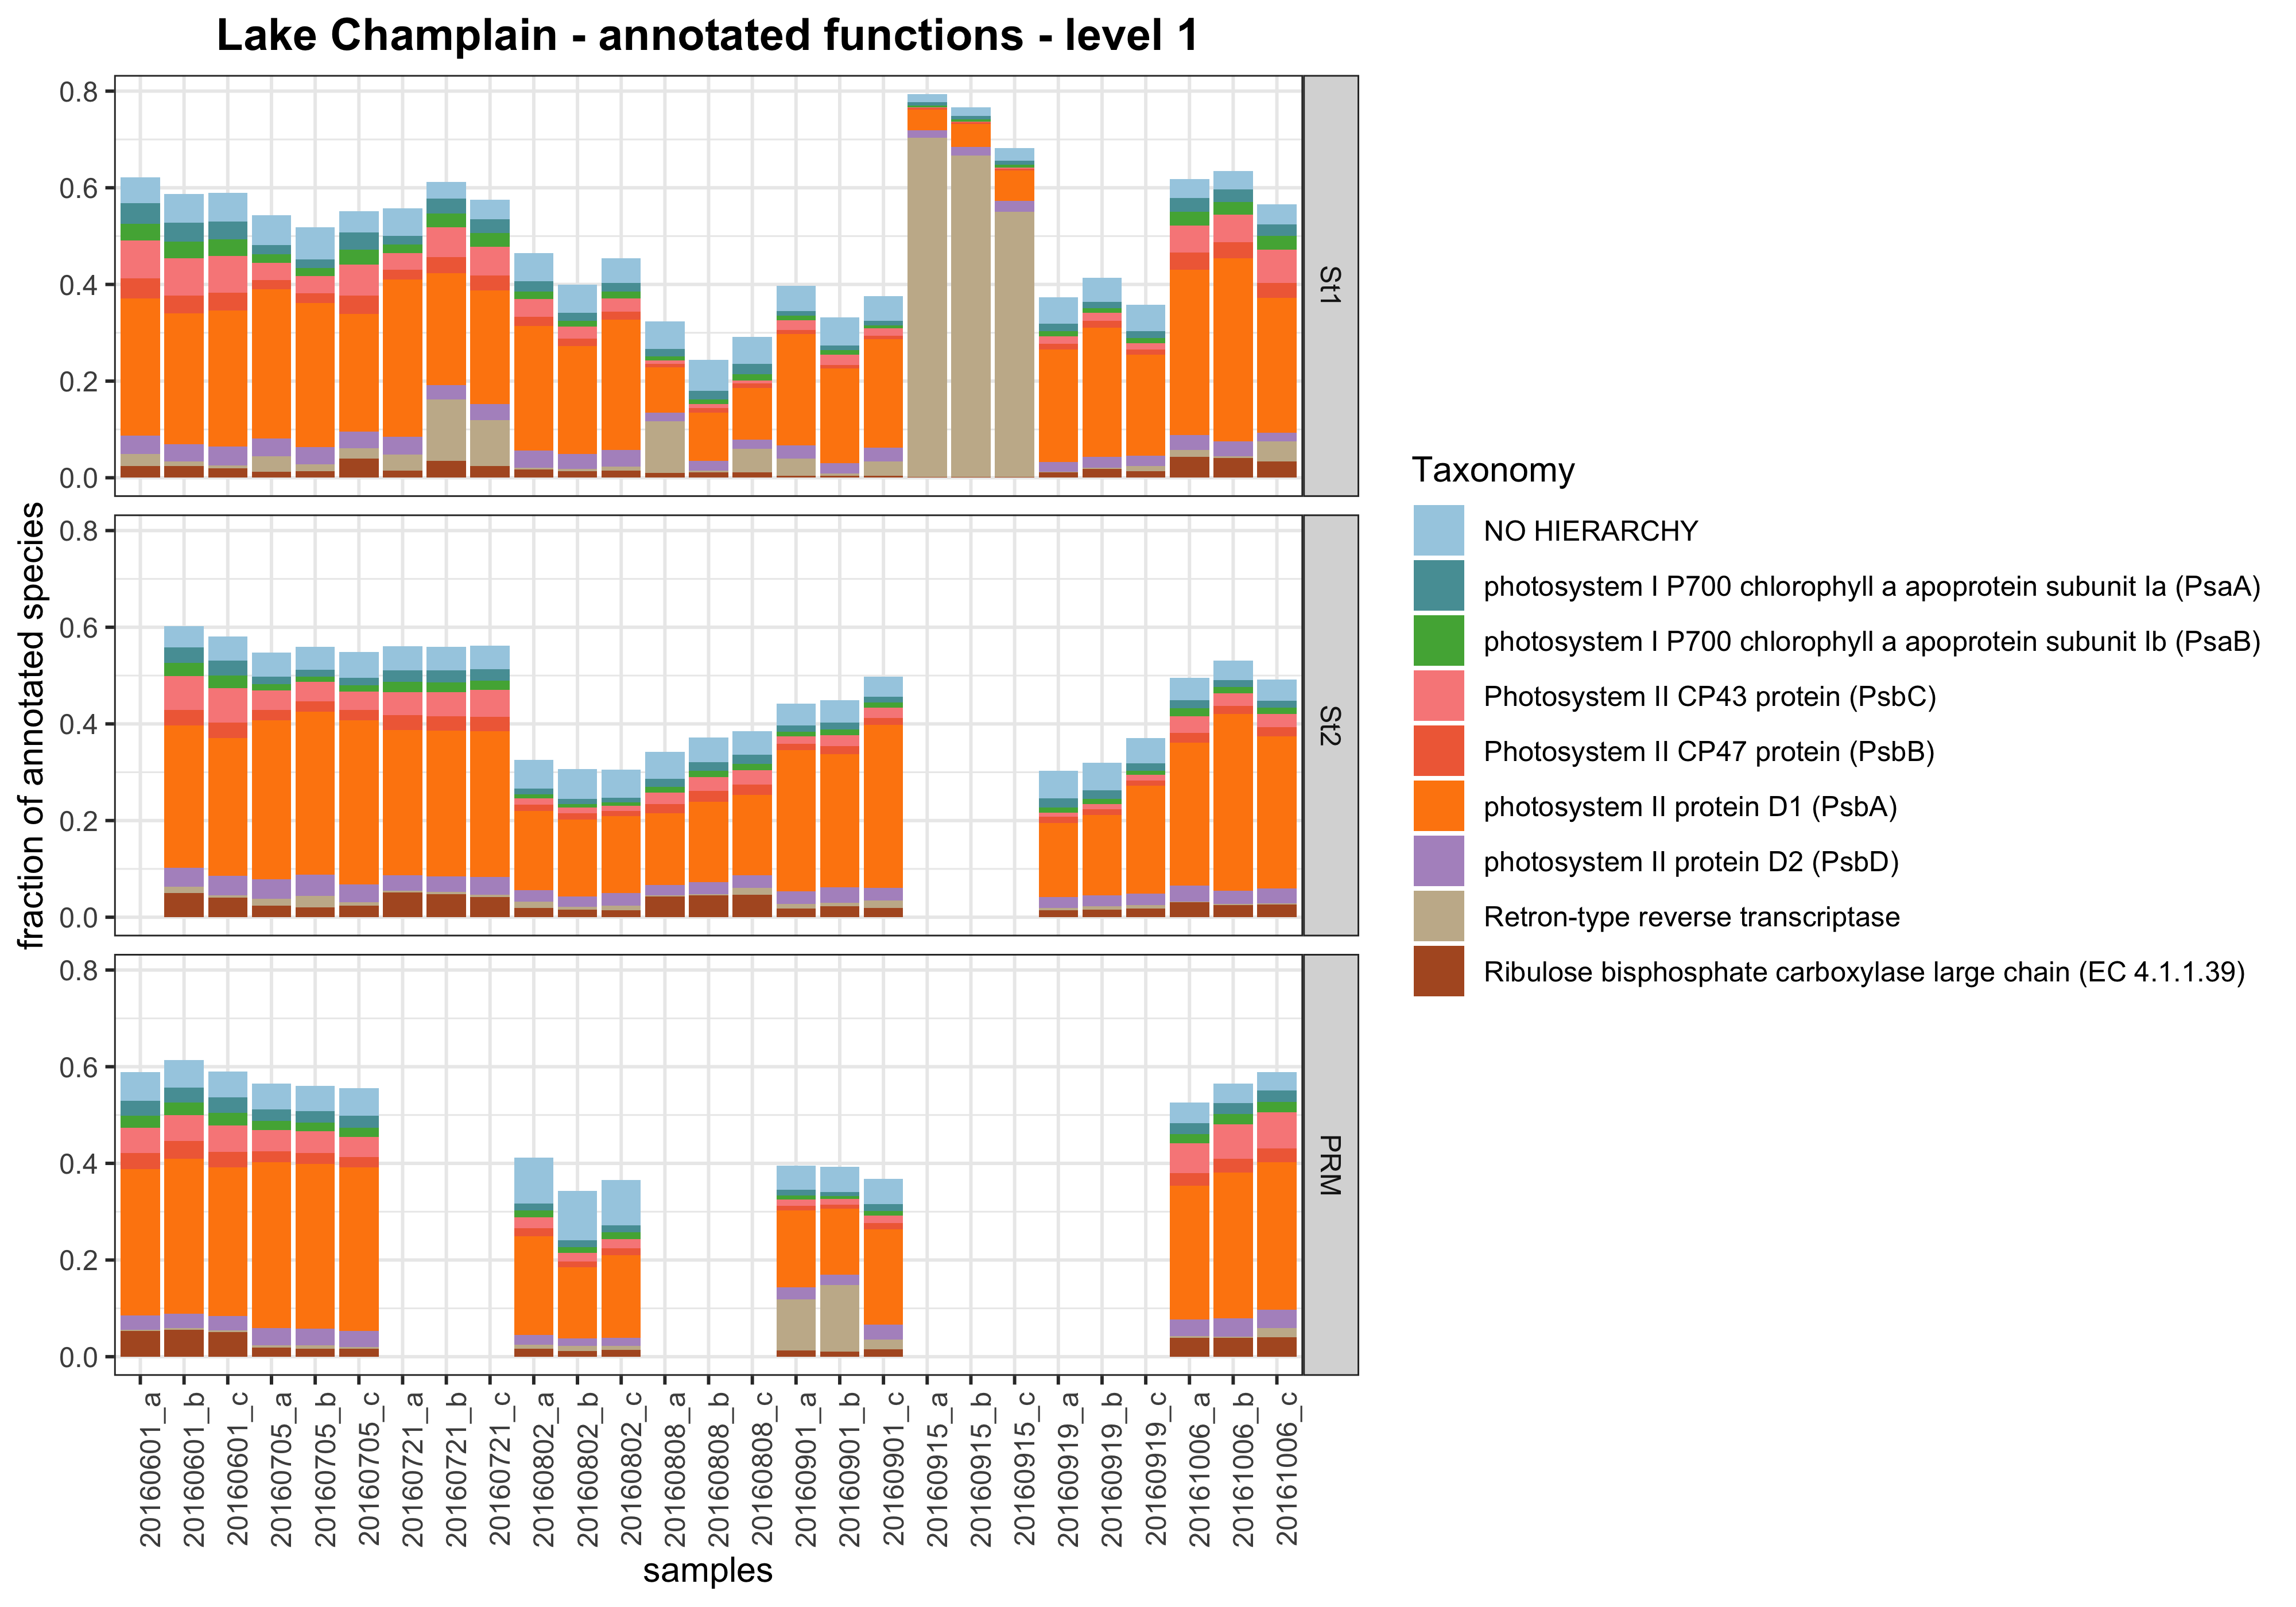 Lake Champlain - annotated functions - level 1
fraction of annotated species
0.8
0.6
0.4
0.2
0.0
St1
0.8
0.6
0.4
0.2
0.0
St2
0.8
0.6
0.4
0.2
0.0
PRM
20160601_a
20160601_b
20160601_c
20160705_a
20160705_b
20160705_c
20160721_a
20160721_b
20160721_c
20160802_a
20160802_b
20160802_c
20160808_a
20160808_b
20160808_c
20160901_a
20160901_b
20160901_c
20160915_a
20160915_b
20160915_c
20160919_a
20160919_b
20160919_c
20161006_a
20161006_b
20161006_c
samples
Taxonomy
NO HIERARCHY
photosystem I P700 chlorophyll a apoprotein subunit Ia (PsaA)
photosystem I P700 chlorophyll a apoprotein subunit Ib (PsaB)
Photosystem II CP43 protein (PsbC)
Photosystem II CP47 protein (PsbB)
photosystem II protein D1 (PsbA)
photosystem II protein D2 (PsbD)
Retron-type reverse transcriptase
Ribulose bisphosphate carboxylase large chain (EC 4.1.1.39)